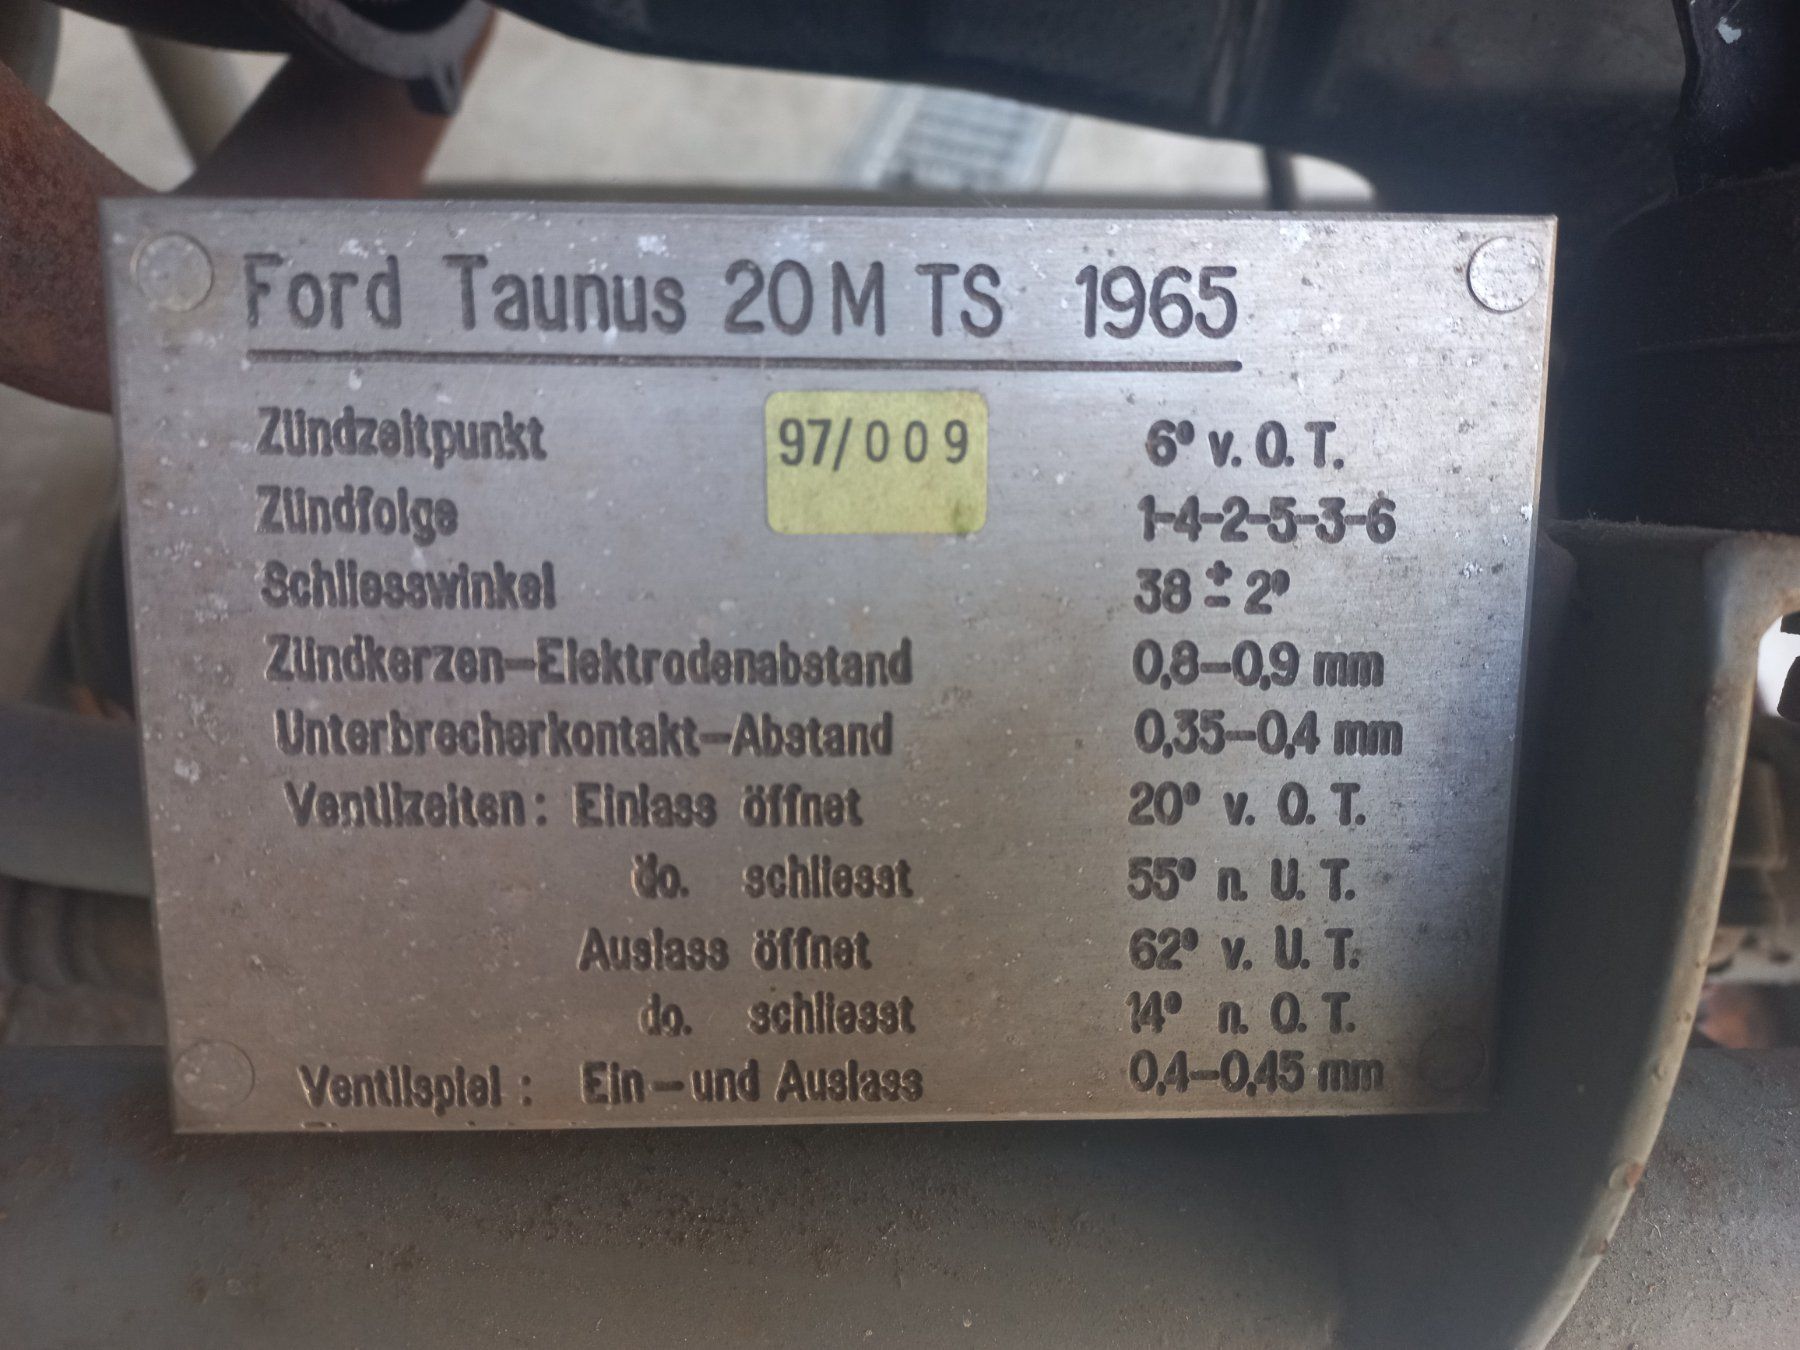 Ford Taunus 20M TS 1965
Zündzeitpunkt 97/009 6° v. O. T.
Zündfolge 1-4-2-5-3-6
Schliesswinkel 38 ± 2°
Zündkerzen-Elektrodenabstand 0,8-0,9 mm
Unterbrecherkontakt-Abstand 0,35-0,4 mm
Ventilzeiten: Einlass öffnet 20° v. O. T.
do. schliesst 55° n. U. T.
Auslass öffnet 62° v. U. T.
do. schliesst 14° n. O. T.
Ventilspiel: Ein-und Auslass 0,4-0,45 mm